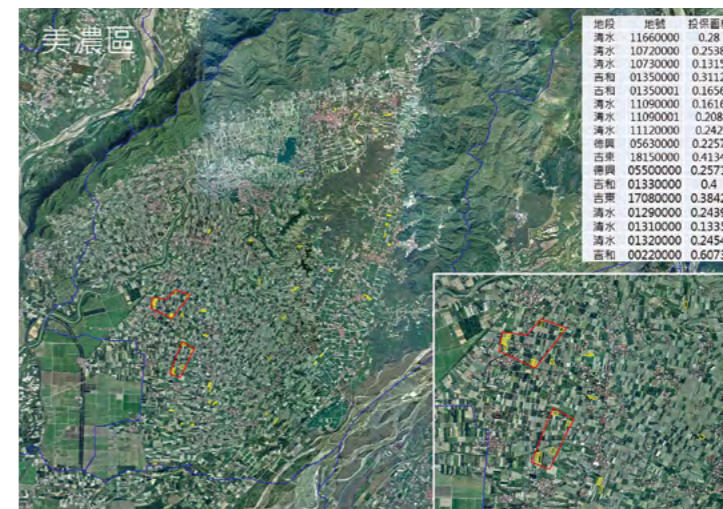 美濃區
地段 地號 投保面
清水 11660000 0.28
清水 10720000 0.2538
清水 10730000 0.1315
吉和 01350000 0.3112
吉和 01350001 0.1656
清水 11090000 0.1616
清水 11090001 0.208
清水 11120000 0.242
德興 05630000 0.2257
吉東 18150000 0.4134
德興 05500000 0.2571
吉和 01330000 0.4
吉東 17080000 0.3842
清水 01290000 0.2436
清水 01310000 0.1335
清水 01320000 0.2454
吉和 00220000 0.6073